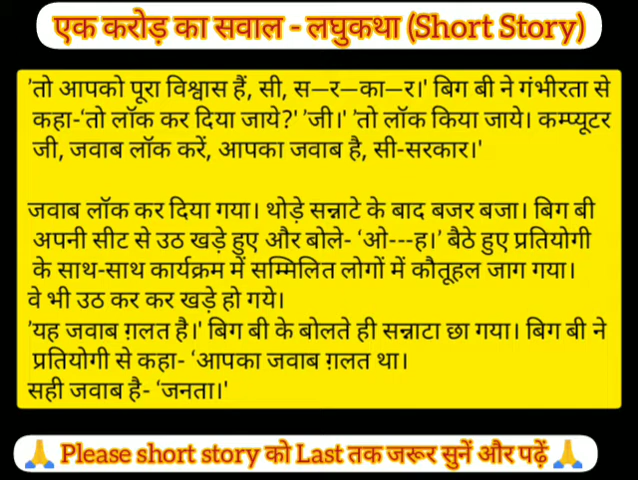 एक करोड़ का सवाल - लघुकथा (Short Story)
'तो आपको पूरा विश्वास हैं, सी, स—र—का—र।' बिग बी ने गंभीरता से
कहा-‘तो लॉक कर दिया जाये?' 'जी।' 'तो लॉक किया जाये। कम्प्यूटर
जी, जवाब लॉक करें, आपका जवाब है, सी-सरकार।'
जवाब लॉक कर दिया गया। थोड़े सन्नाटे के बाद बजर बजा। बिग बी
अपनी सीट से उठ खड़े हुए और बोले- ‘ओ---ह।’ बैठे हुए प्रतियोगी
के साथ-साथ कार्यक्रम में सम्मिलित लोगों में कौतूहल जाग गया।
वे भी उठ कर कर खड़े हो गये।
'यह जवाब ग़लत है।' बिग बी के बोलते ही सन्नाटा छा गया। बिग बी ने
प्रतियोगी से कहा- ‘आपका जवाब ग़लत था।
सही जवाब है- ‘जनता।'
🙏 Please short story को Last तक जरूर सुनें और पढ़ें 🙏